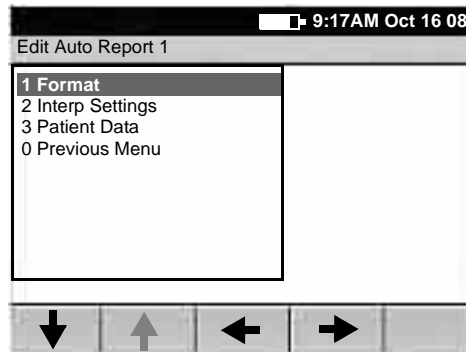 9:17AM Oct 16 08
Edit Auto Report 1
1 Format
2 Interp Settings
3 Patient Data
0 Previous Menu